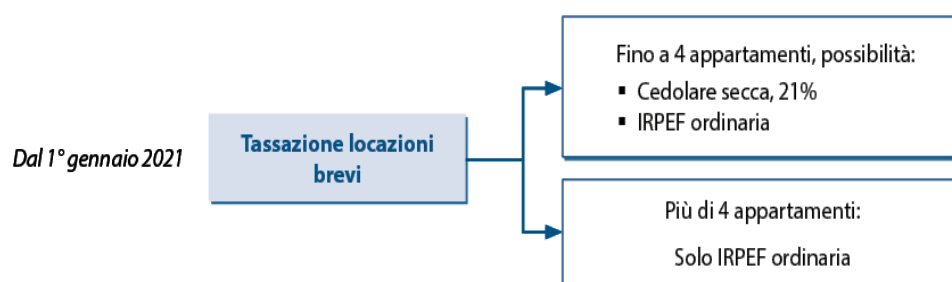 Dal 1° gennaio 2021
Tassazione locazioni
brevi
Fino a 4 appartamenti, possibilità:
▪ Cedolare secca, 21%
▪ IRPEF ordinaria
Più di 4 appartamenti:
Solo IRPEF ordinaria